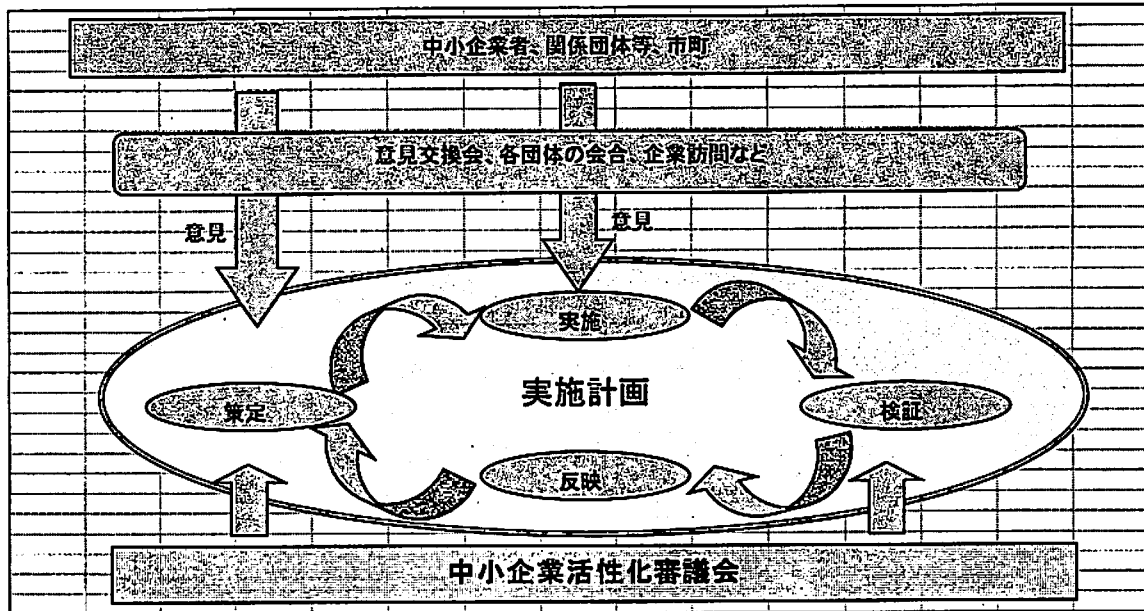 中小企業者、関係団体等、市町
意見交換会、各団体の会合、企業訪問など
意見
意見
実施
実施計画
策定
検証
反映
中小企業活性化審議会